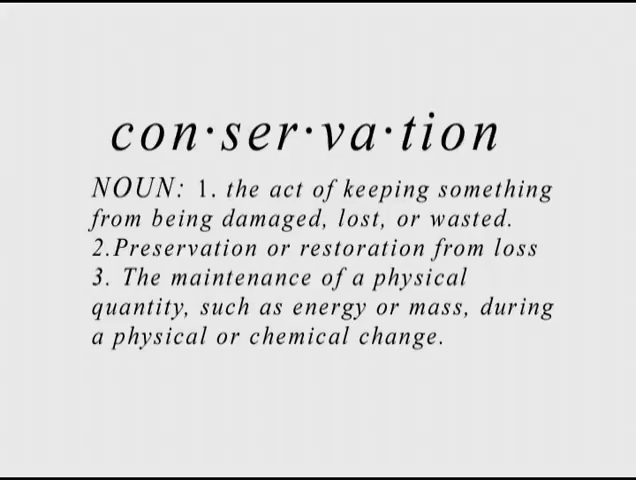 con·ser·va·tion
NOUN: 1. the act of keeping something
from being damaged, lost, or wasted.
2.Preservation or restoration from loss
3. The maintenance of a physical
quantity, such as energy or mass, during
a physical or chemical change.